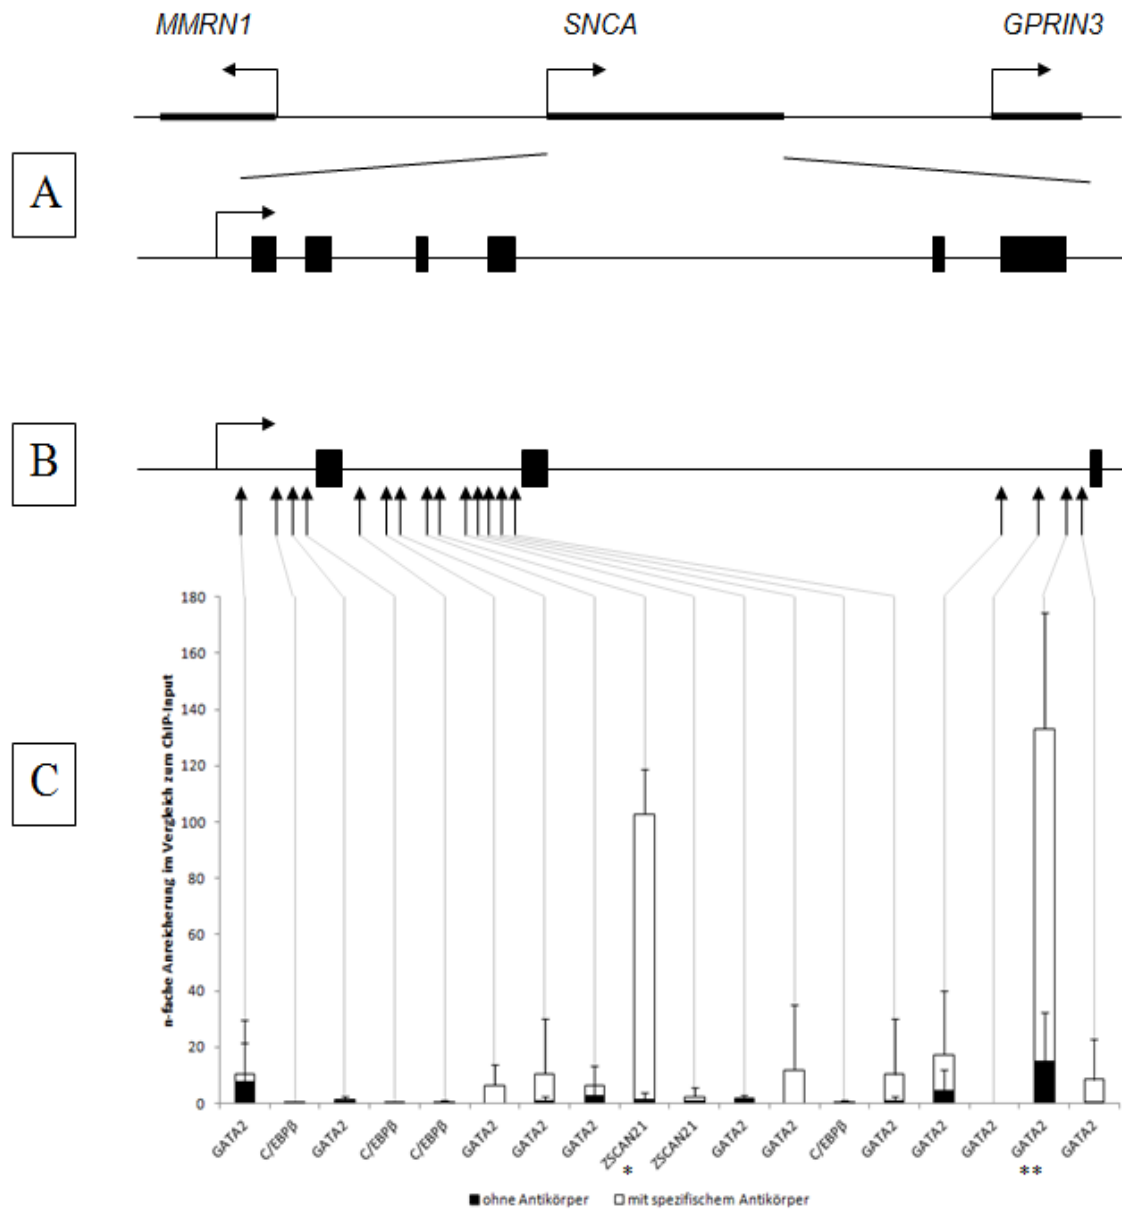 MMRN1 SNCA GPRIN3
A
B
C
n-fache Anreicherung im Vergleich zum ChIP-Input
180
160
140
120
100
80
60
40
20
0
GATA2 C/EBPβ GATA2 C/EBPβ C/EBPβ GATA2 GATA2 GATA2 ZSCAN21 ZSCAN21 GATA2 GATA2 C/EBPβ GATA2 GATA2 GATA2 GATA2 GATA2
* **
ohne Antikörper mit spezifischem Antikörper